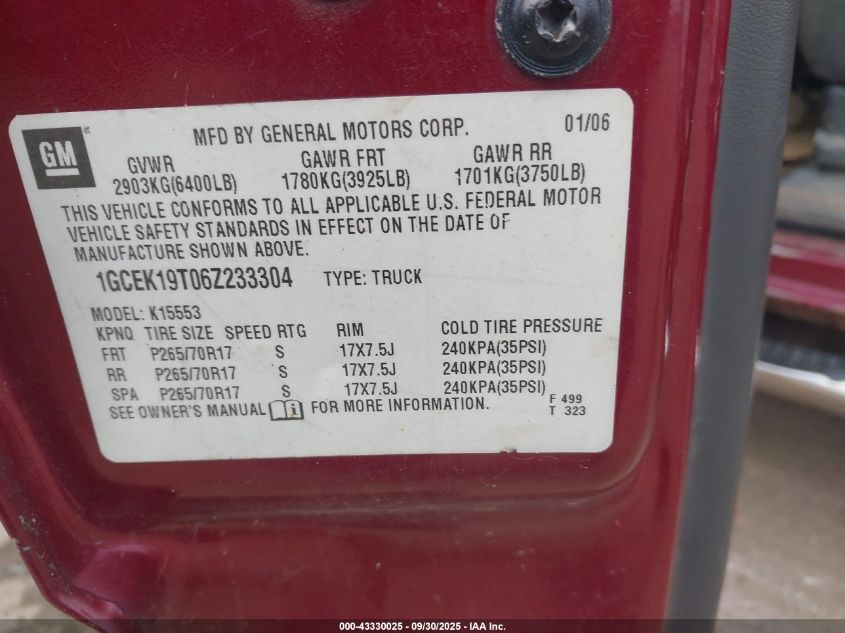 GM ®
MFD BY GENERAL MOTORS CORP. 01/06
GVWR GAWR FRT GAWR RR
2903KG(6400LB) 1780KG(3925LB) 1701KG(3750LB)
THIS VEHICLE CONFORMS TO ALL APPLICABLE U.S. FEDERAL MOTOR
VEHICLE SAFETY STANDARDS IN EFFECT ON THE DATE OF
MANUFACTURE SHOWN ABOVE.
1GCEK19T06Z233304 TYPE: TRUCK
MODEL: K15553
KPNQ TIRE SIZE SPEED RTG RIM COLD TIRE PRESSURE
FRT P265/70R17 S 17X7.5J 240KPA(35PSI)
RR P265/70R17 S 17X7.5J 240KPA(35PSI)
SPA P265/70R17 S 17X7.5J 240KPA(35PSI)
SEE OWNER'S MANUAL i FOR MORE INFORMATION. F 499
T 323
000-43330025 - 09/30/2025 - IAA Inc.